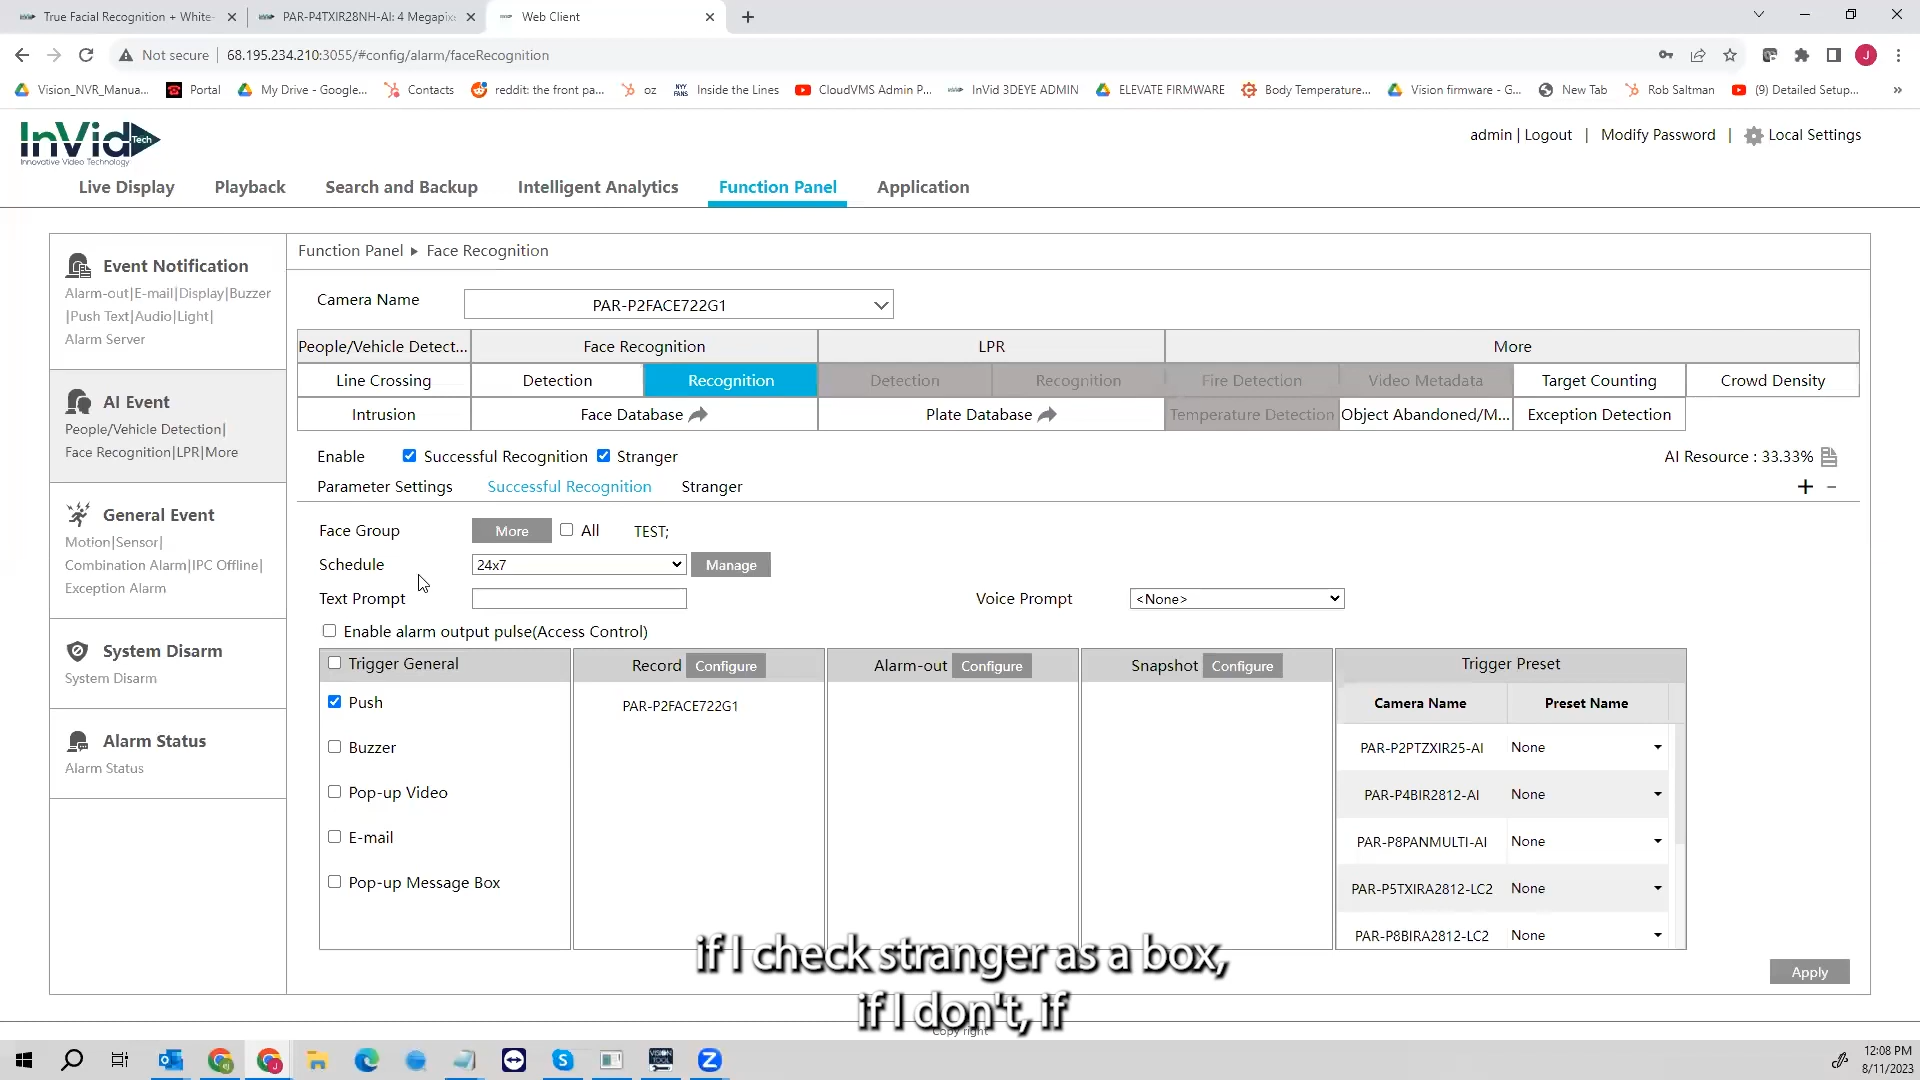 True Facial Recognition + White-
PAR-P4TXIR28NH-AI: 4 Megapix
Web Client
Not secure
68.195.234.210:3055/#config/alarm/faceRecognition
J
Vision_NVR_Manua...
Portal
My Drive - Google...
Contacts
reddit: the front pa...
oz
NYY FANS
Inside the Lines
CloudVMS Admin P...
InVid 3DEYE ADMIN
ELEVATE FIRMWARE
Body Temperature...
Vision firmware - G...
New Tab
Rob Saltman
(9) Detailed Setup...
»
InVid Tech
Innovative Video Technology
admin | Logout | Modify Password | Local Settings
Live Display Playback Search and Backup Intelligent Analytics Function Panel Application
Event Notification
Alarm-out|E-mail|Display|Buzzer
|Push Text|Audio|Light|
Alarm Server
AI Event
People/Vehicle Detection|
Face Recognition|LPR|More
General Event
Motion|Sensor|
Combination Alarm|IPC Offline|
Exception Alarm
System Disarm
System Disarm
Alarm Status
Alarm Status
Function Panel ▸ Face Recognition
Camera Name PAR-P2FACE722G1
People/Vehicle Detect... Face Recognition LPR More
Line Crossing Detection Recognition Detection Recognition Fire Detection Video Metadata Target Counting Crowd Density
Intrusion Face Database Plate Database Temperature Detection Object Abandoned/M... Exception Detection
Enable Successful Recognition Stranger AI Resource : 33.33%
Parameter Settings Successful Recognition Stranger + −
Face Group More All TEST;
Schedule 24x7 Manage
Text Prompt Voice Prompt <None>
Enable alarm output pulse(Access Control)
Trigger General Record Configure Alarm-out Configure Snapshot Configure Trigger Preset
Push PAR-P2FACE722G1 Camera Name Preset Name
Buzzer PAR-P2PTZXIR25-AI None
Pop-up Video PAR-P4BIR2812-AI None
E-mail PAR-P8PANMULTI-AI None
Pop-up Message Box PAR-P5TXIRA2812-LC2 None
PAR-P8BIRA2812-LC2 None
if I check stranger as a box,
if I don't, if
Apply
Copy right
VISION TOOL
12:08 PM
8/11/2023